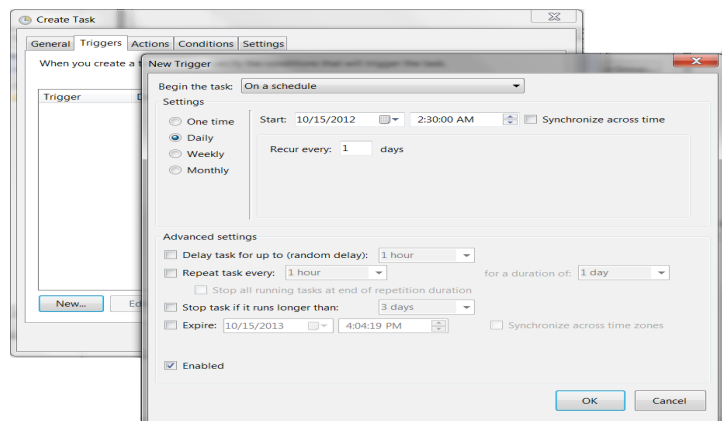 Create Task
General Triggers Actions Conditions Settings
When you create a
Trigger
New...
Ed
New Trigger
Begin the task: On a schedule
Settings
One time
Daily
Weekly
Monthly
Start: 10/15/2012 2:30:00 AM Synchronize across time
Recur every: 1 days
Advanced settings
Delay task for up to (random delay): 1 hour
Repeat task every: 1 hour for a duration of: 1 day
Stop all running tasks at end of repetition duration
Stop task if it runs longer than: 3 days
Expire: 10/15/2013 4:04:19 PM Synchronize across time zones
Enabled
OK Cancel